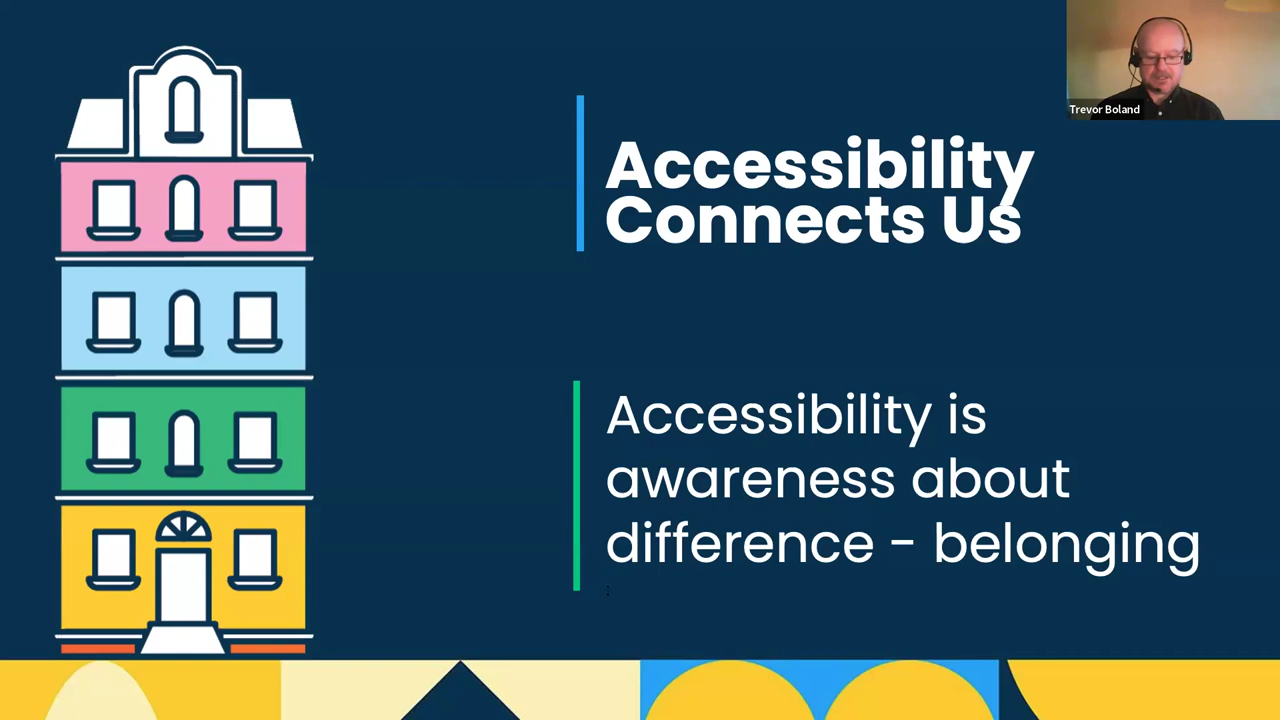 Trevor Boland
Accessibility
Connects Us
Accessibility is
awareness about
difference - belonging